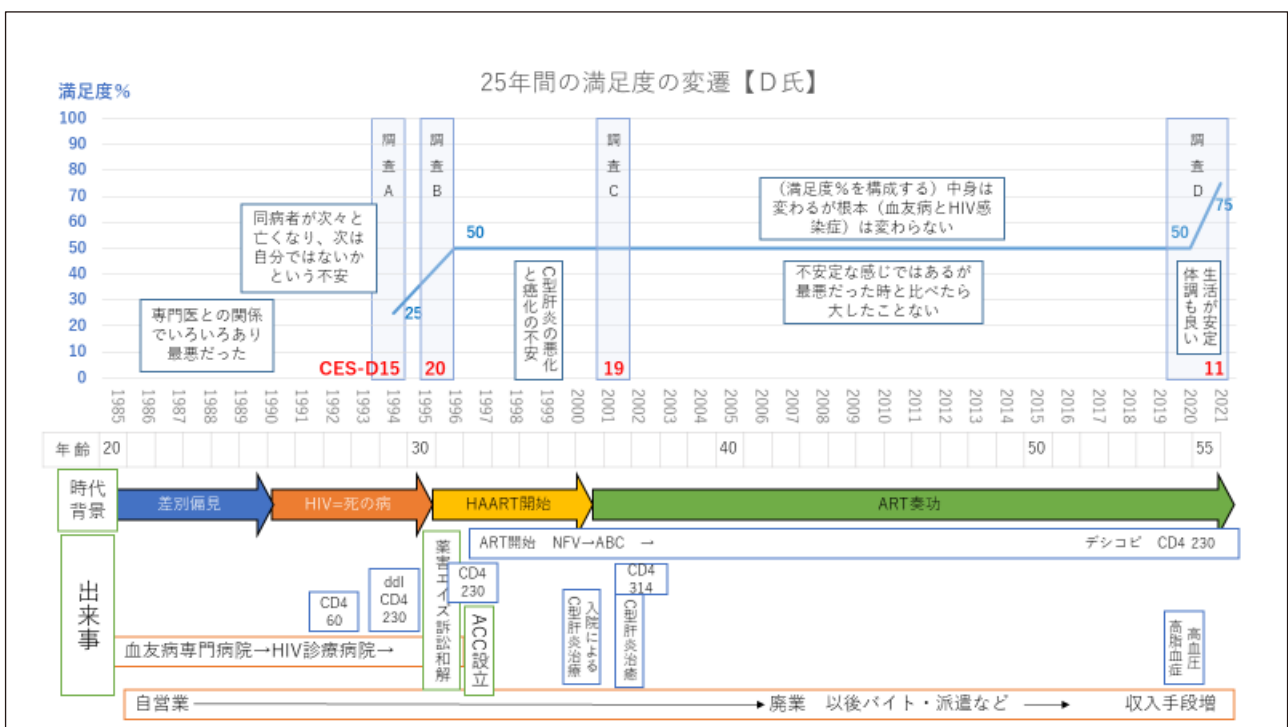 25年間の満足度の変遷【D氏】
満足度%
100
90
80
70
60
50
40
30
20
10
0
調査A
調査B
調査C
調査D
同病者が次々と
亡くなり、次は
自分ではないか
という不安
専門医との関係
でいろいろあり
最悪だった
25
50
C型肝炎の悪化
と癌化の不安
(満足度%を構成する)中身は
変わるが根本(血友病とHIV感
染症)は変わらない
不安定な感じではあるが
最悪だった時と比べたら
大したことない
50
75
生活が安定
体調も良い
CES-D15
20
19
11
1985 1986 1987 1988 1989 1990 1991 1992 1993 1994 1995 1996 1997 1998 1999 2000 2001 2002 2003 2004 2005 2006 2007 2008 2009 2010 2011 2012 2013 2014 2015 2016 2017 2018 2019 2020 2021
年齢 20 30 40 50 55
時代
背景
差別偏見
HIV=死の病
HAART開始
ART奏功
出来事
ART開始 NFV→ABC →
デシコビ CD4 230
CD4
60
ddI
CD4
230
薬害エイズ訴訟和解
CD4
230
ACC設立
入院による
C型肝炎治療
CD4
314
C型肝炎治癒
高血圧
高脂血症
血友病専門病院→HIV診療病院→
自営業
廃業 以後バイト・派遣など
収入手段増